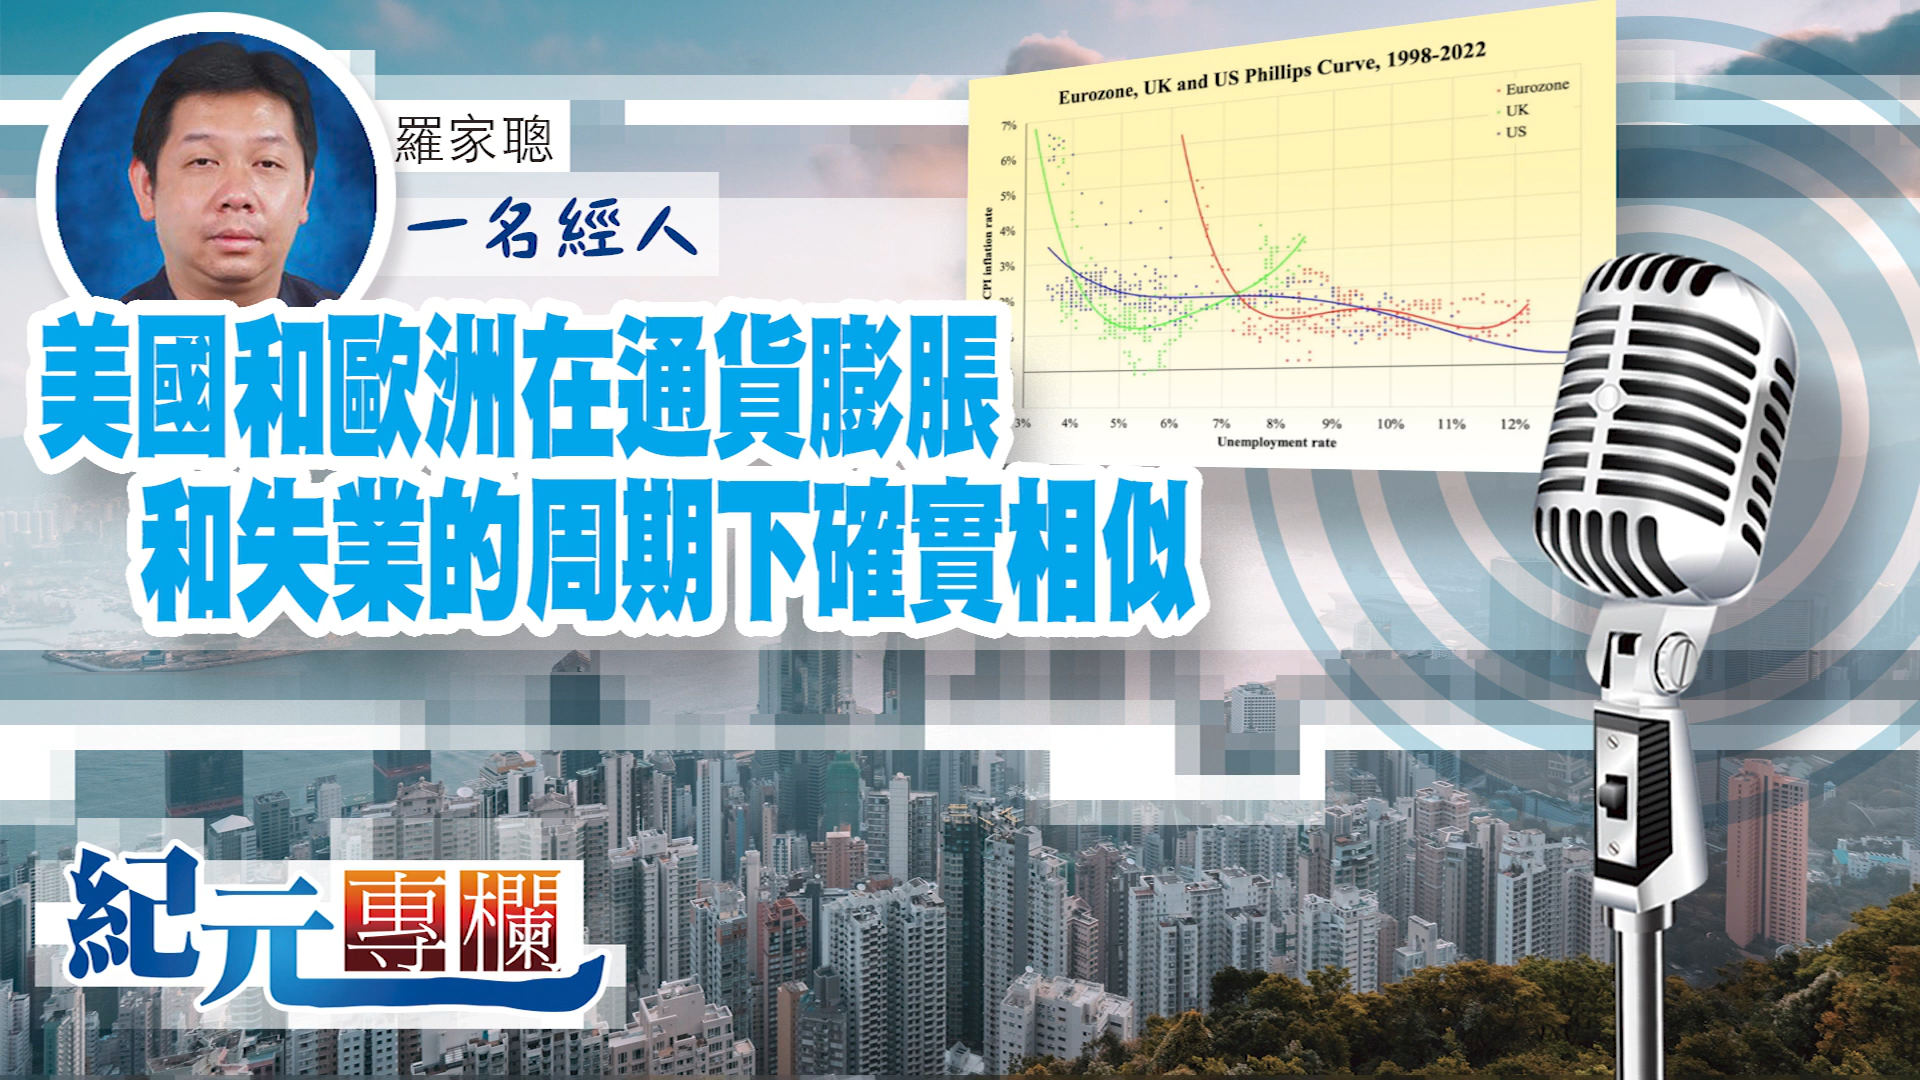 羅家聰
一名經人
Eurozone, UK and US Phillips Curve, 1998-2022
Eurozone
UK
US
7%
6%
5%
4%
3%
2%
CPI inflation rate
3% 4% 5% 6% 7% 8% 9% 10% 11% 12%
Unemployment rate
美國和歐洲在通貨膨脹
和失業的周期下確實相似
紀元專欄